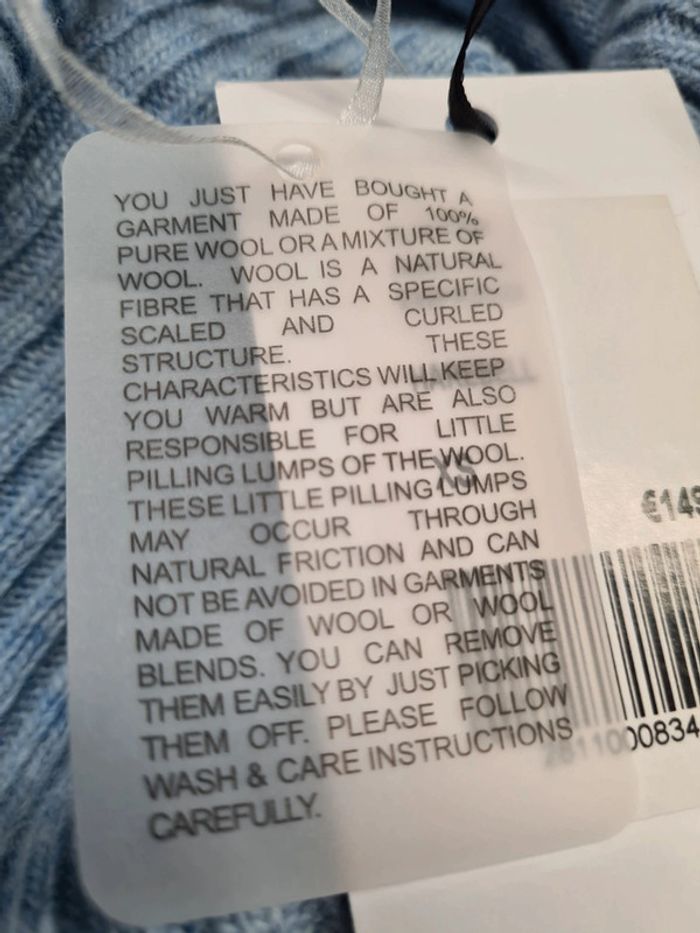 YOU JUST HAVE BOUGHT A
GARMENT MADE OF 100%
PURE WOOL OR A MIXTURE OF
WOOL. WOOL IS A NATURAL
FIBRE THAT HAS A SPECIFIC
SCALED AND CURLED
STRUCTURE. THESE
CHARACTERISTICS WILL KEEP
YOU WARM BUT ARE ALSO
RESPONSIBLE FOR LITTLE
PILLING LUMPS OF THE WOOL.
THESE LITTLE PILLING LUMPS
MAY OCCUR THROUGH
NATURAL FRICTION AND CAN
NOT BE AVOIDED IN GARMENTS
MADE OF WOOL OR WOOL
BLENDS. YOU CAN REMOVE
THEM EASILY BY JUST PICKING
THEM OFF. PLEASE FOLLOW
WASH & CARE INSTRUCTIONS
CAREFULLY.
XS
€149